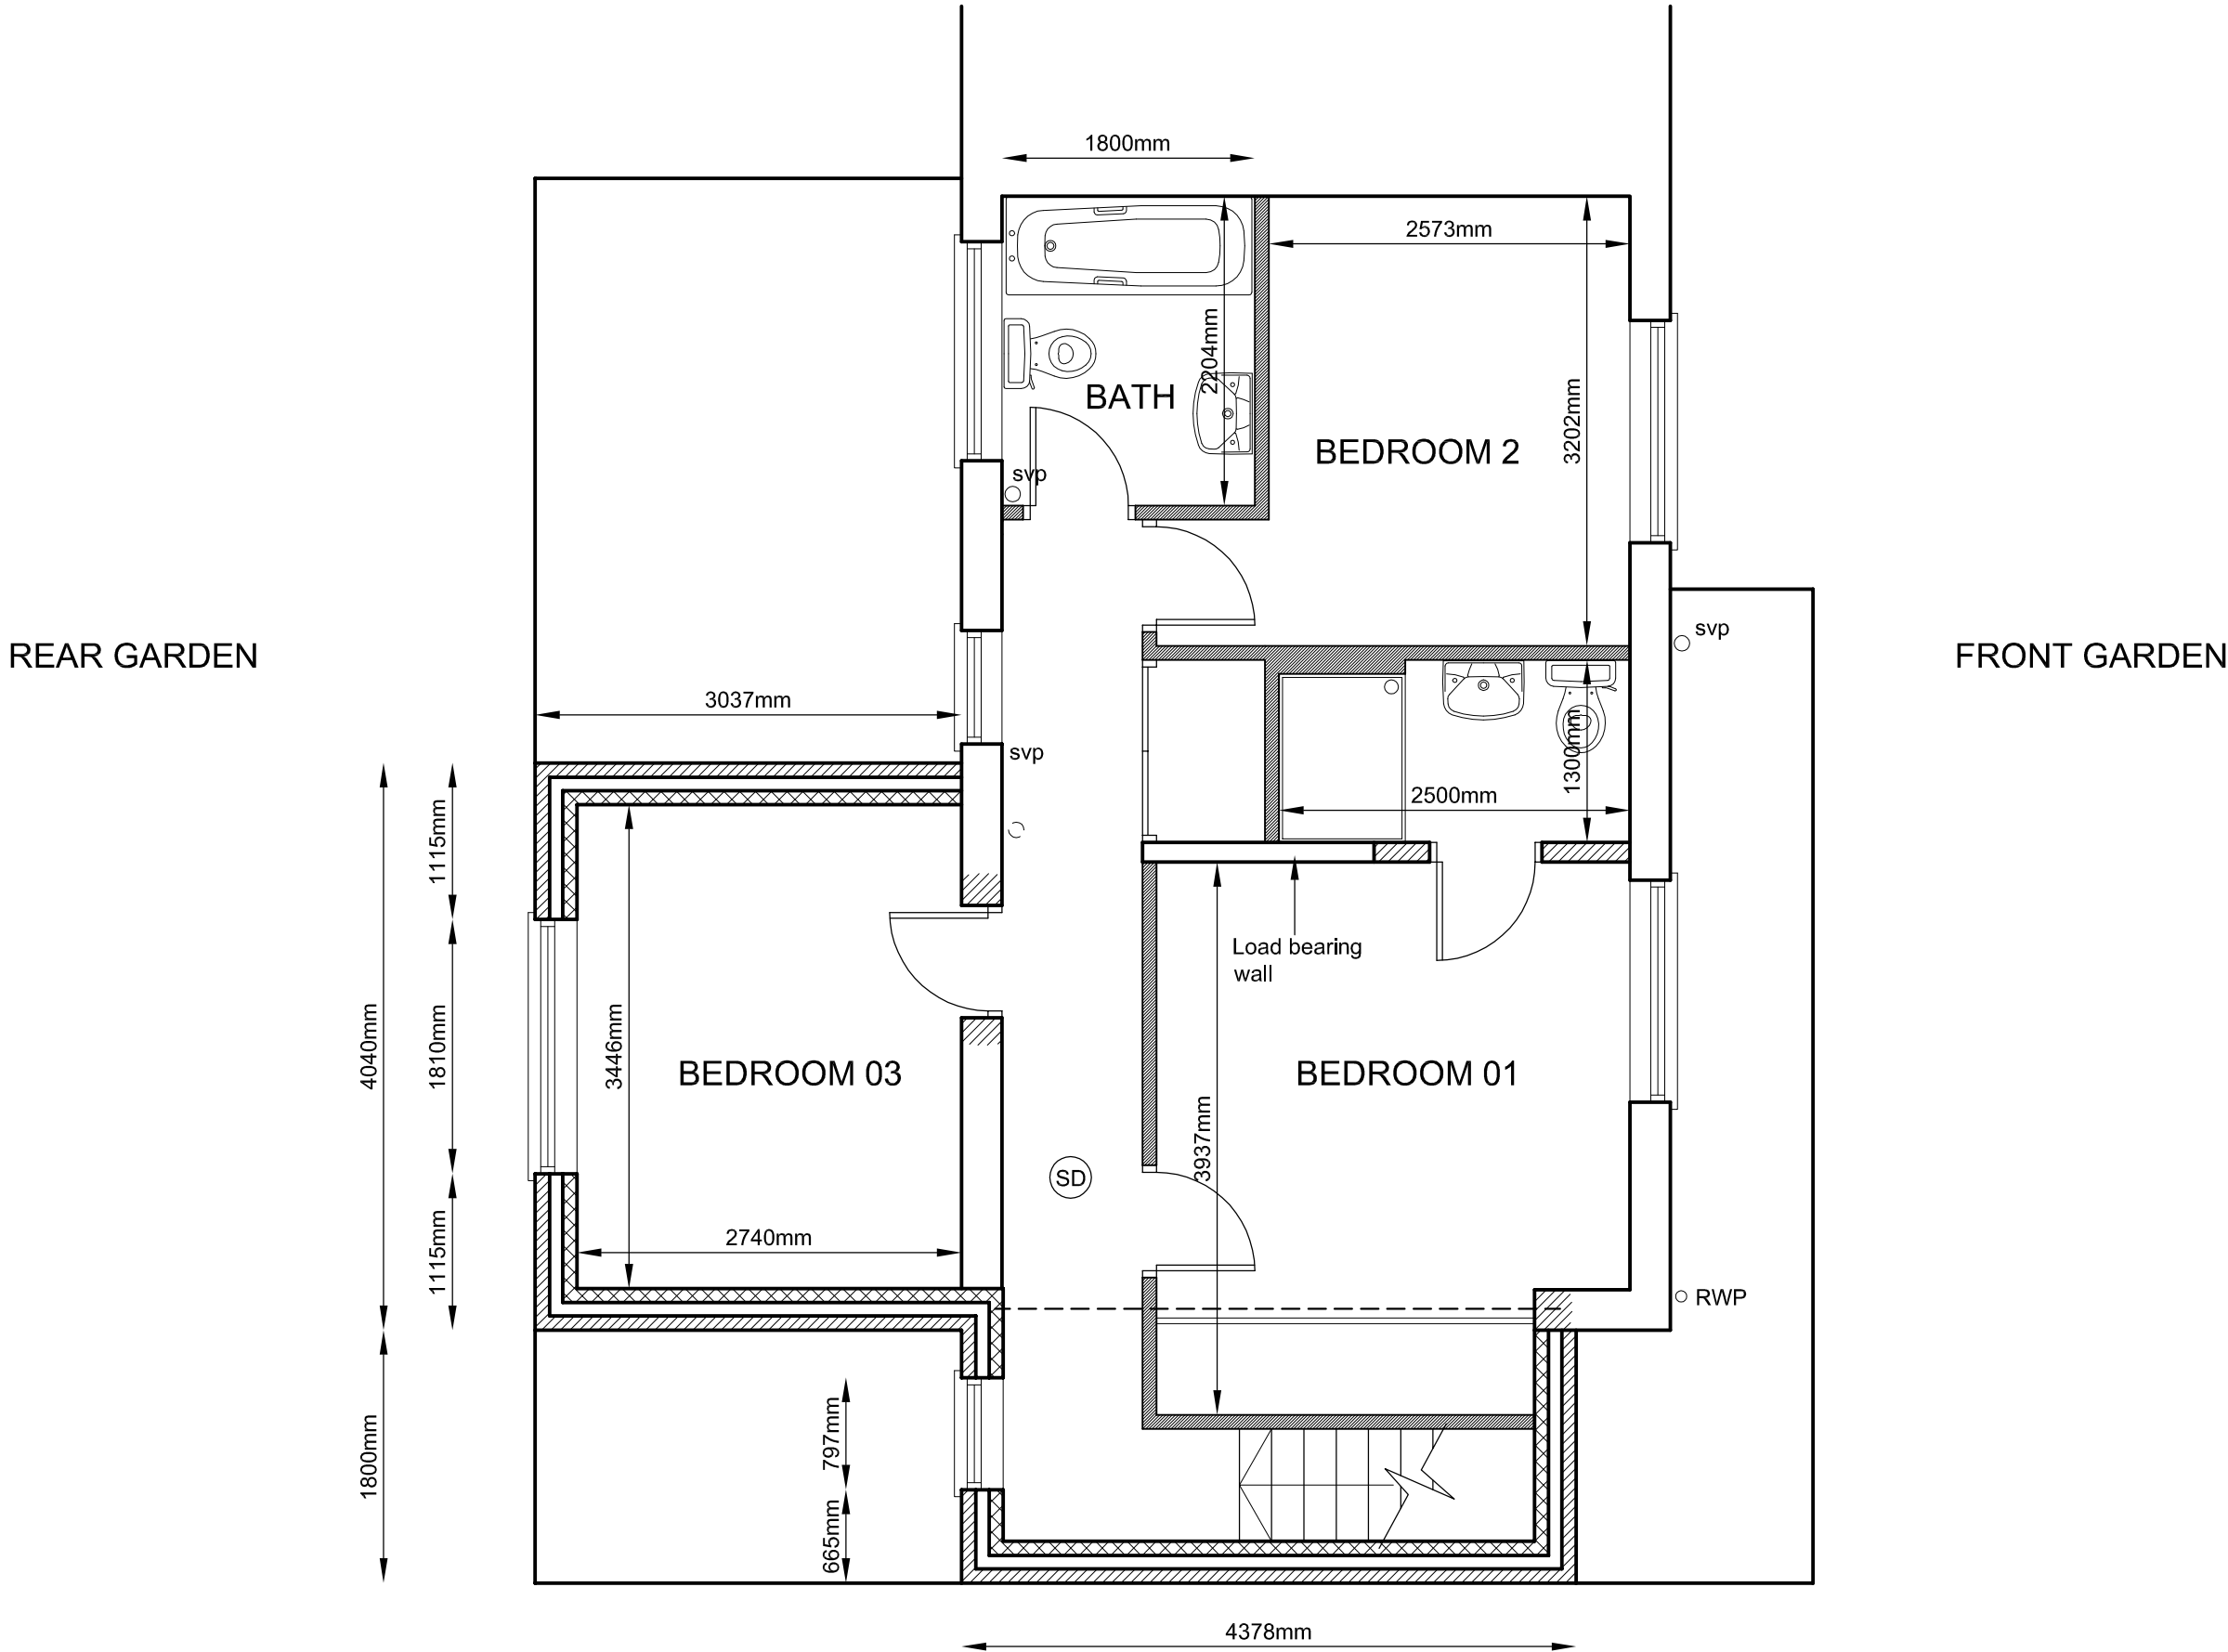 1800mm
2573mm
2204mm
BATH
3202mm
BEDROOM 2
svp
REAR GARDEN
svp
FRONT GARDEN
3037mm
1300mm
svp
2500mm
1115mm
Load bearing
wall
4040mm
1810mm
3446mm
BEDROOM 03
BEDROOM 01
3937mm
SD
1115mm
2740mm
RWP
1800mm
797mm
665mm
4378mm